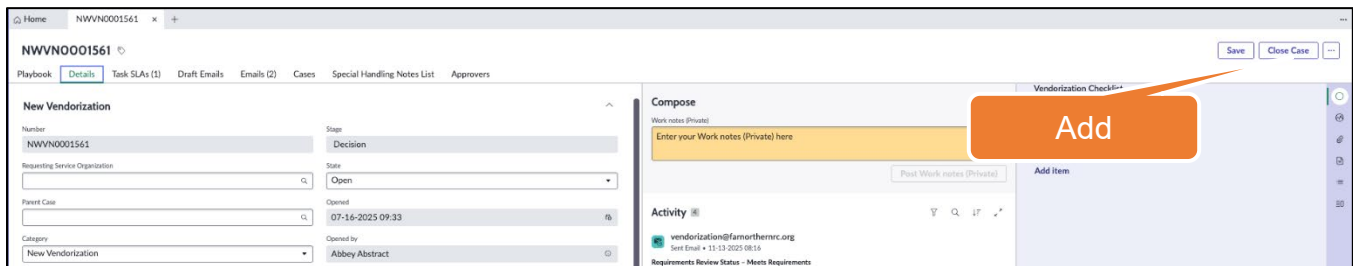 Home
NWVN0001561 × +
NWVN0001561
Save
Close Case
Playbook
Details
Task SLAs (1)
Draft Emails
Emails (2)
Cases
Special Handling Notes List
Approvers
New Vendorization
Number
NWVN0001561
Stage
Decision
Requesting Service Organization
State
Open
Parent Case
Opened
07-16-2025 09:33
Category
New Vendorization
Opened by
Abbey Abstract
Compose
Work notes (Private)
Enter your Work notes (Private) here
Post Work notes (Private)
Activity 4
vendorization@farnorthernrc.org
Sent Email • 11-13-2025 08:16
Requirements Review Status – Meets Requirements
Vendorization Checklist
Add
Add item